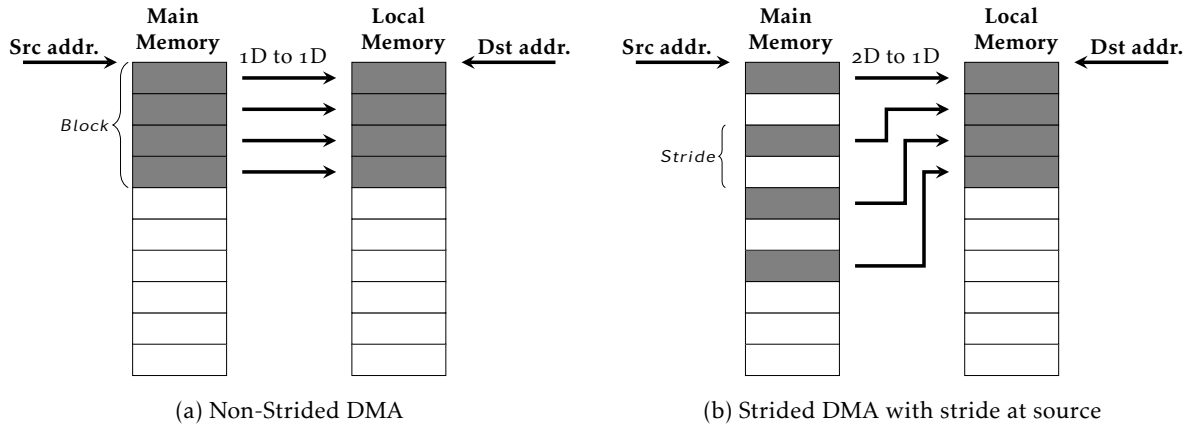 Main
Memory
Local
Memory
Src addr.
Dst addr.
1D to 1D
Block
(a) Non-Strided DMA
Main
Memory
Local
Memory
Src addr.
Dst addr.
2D to 1D
Stride
(b) Strided DMA with stride at source